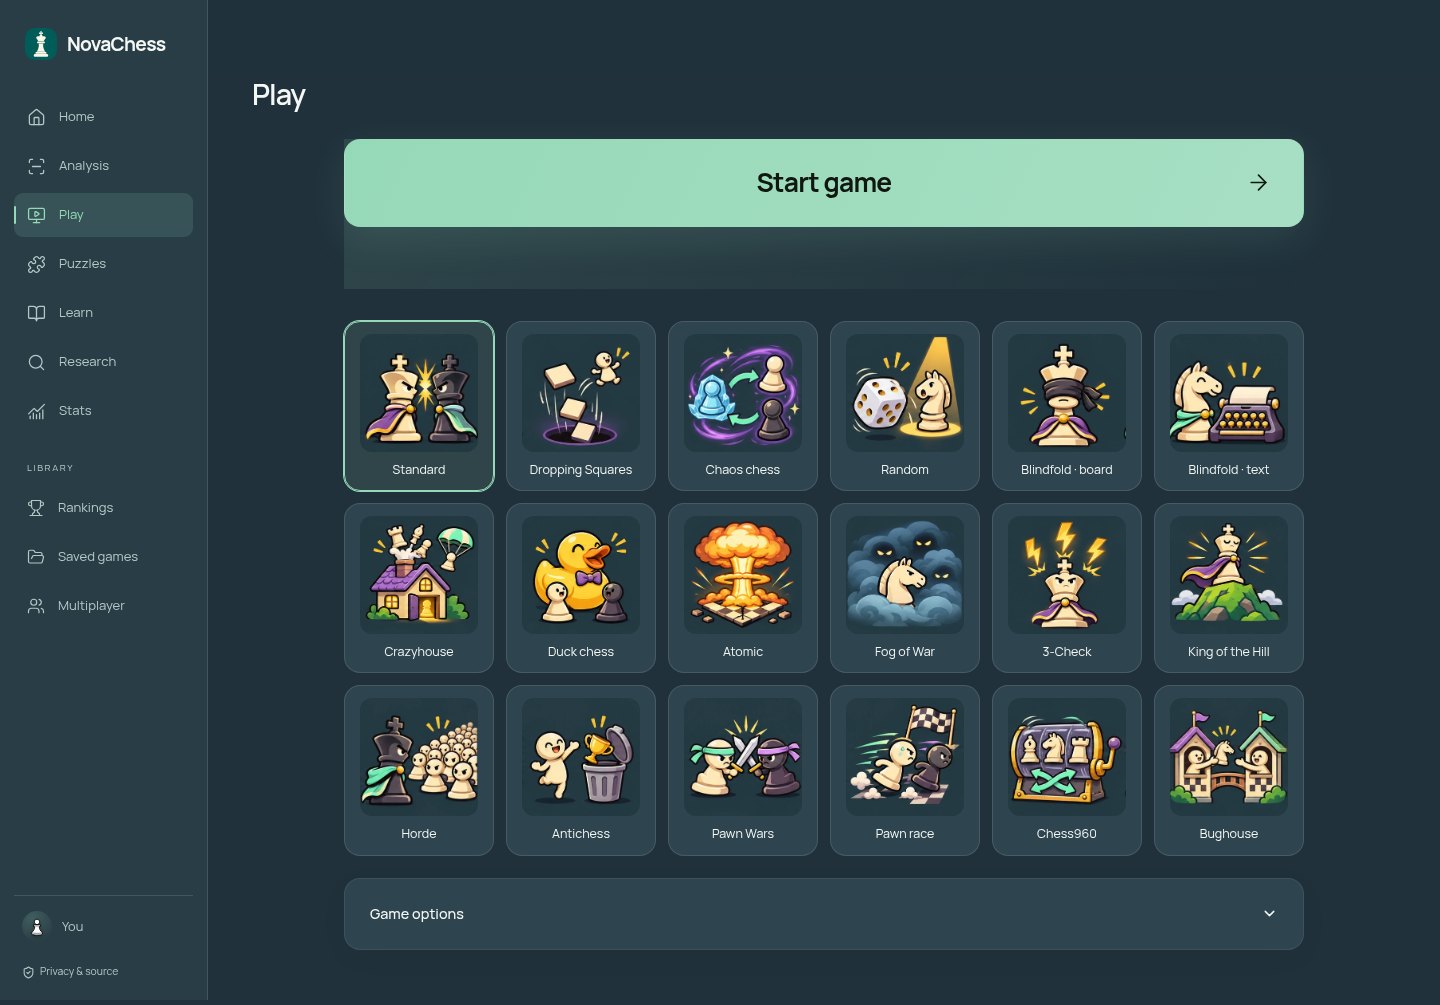 NovaChess
Home
Analysis
Play
Puzzles
Learn
Research
Stats
LIBRARY
Rankings
Saved games
Multiplayer
You
Privacy & source
Play
Start game
Standard
Dropping Squares
Chaos chess
Random
Blindfold · board
Blindfold · text
Crazyhouse
Duck chess
Atomic
Fog of War
3-Check
King of the Hill
Horde
Antichess
Pawn Wars
Pawn race
Chess960
Bughouse
Game options